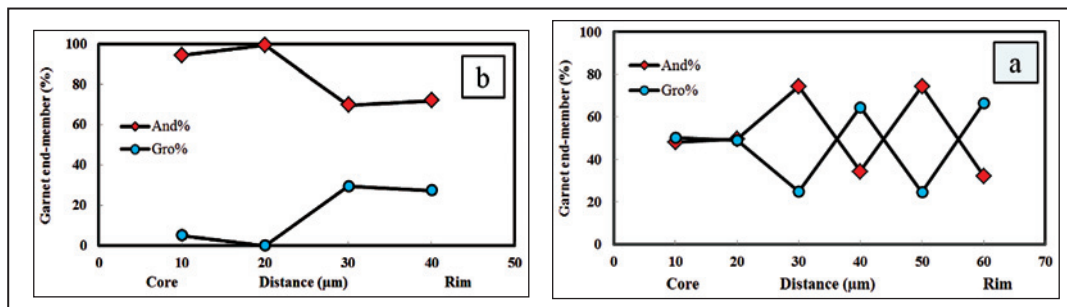 b
And%
Gro%
Garnet end-member (%)
100
80
60
40
20
0
0 10 20 30 40 50
Core Distance (µm) Rim
a
And%
Gro%
Garnet end-member (%)
100
80
60
40
20
0
0 10 20 30 40 50 60 70
Core Distance (µm) Rim